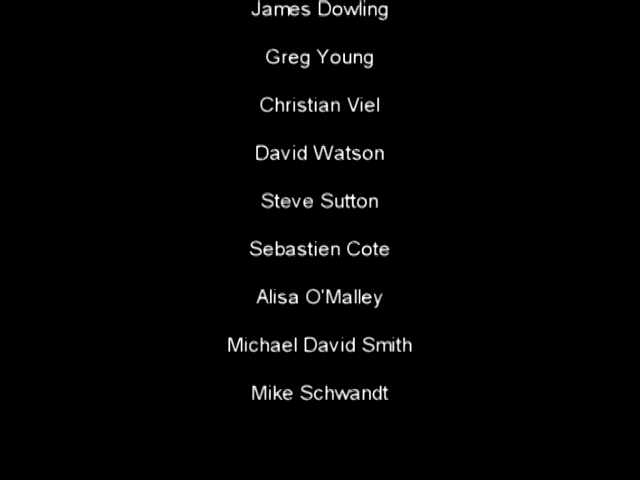 James Dowling
Greg Young
Christian Viel
David Watson
Steve Sutton
Sebastien Cote
Alisa O'Malley
Michael David Smith
Mike Schwandt